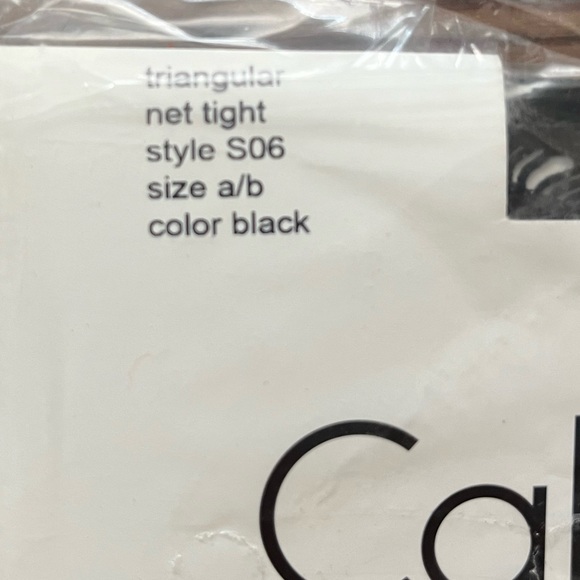 triangular
net tight
style S06
size a/b
color black
Cal